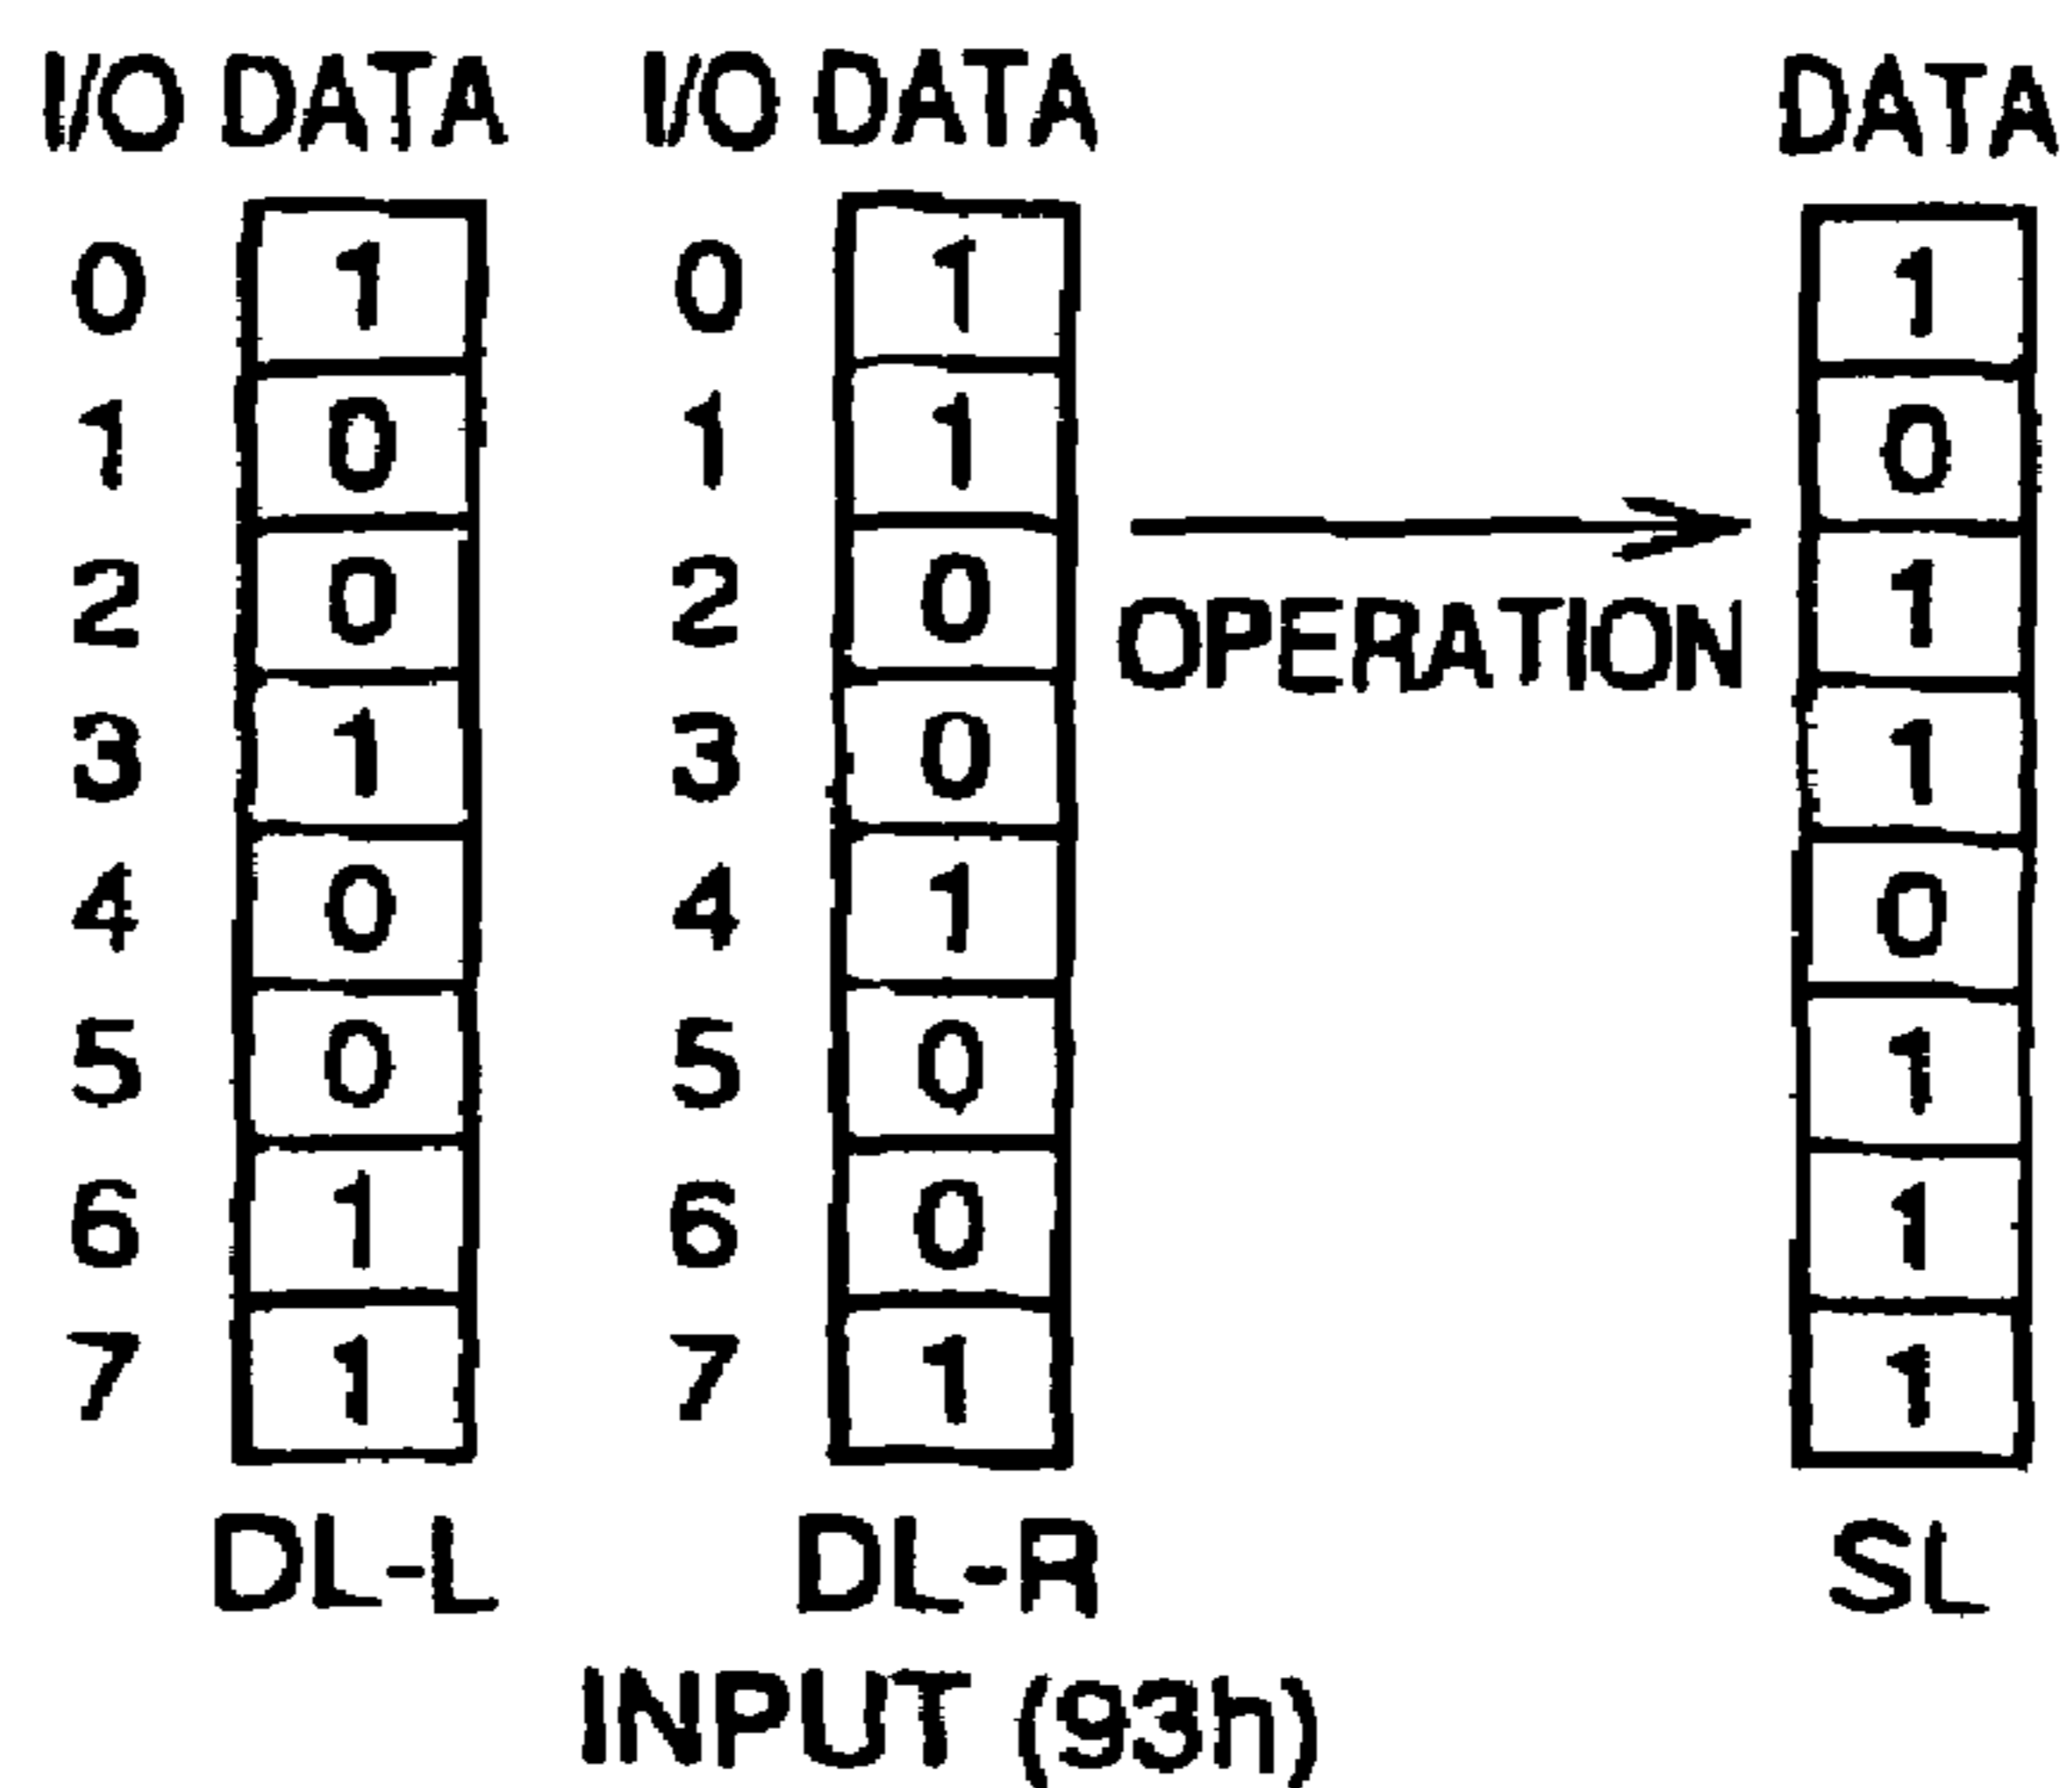 I/O DATA I/O DATA DATA
0 1 0 1 1
1 0 1 1 0
2 0 2 0 1
OPERATION
3 1 3 0 1
4 0 4 1 0
5 0 5 0 1
6 1 6 0 1
7 1 7 1 1
DL-L DL-R SL
INPUT (93h)